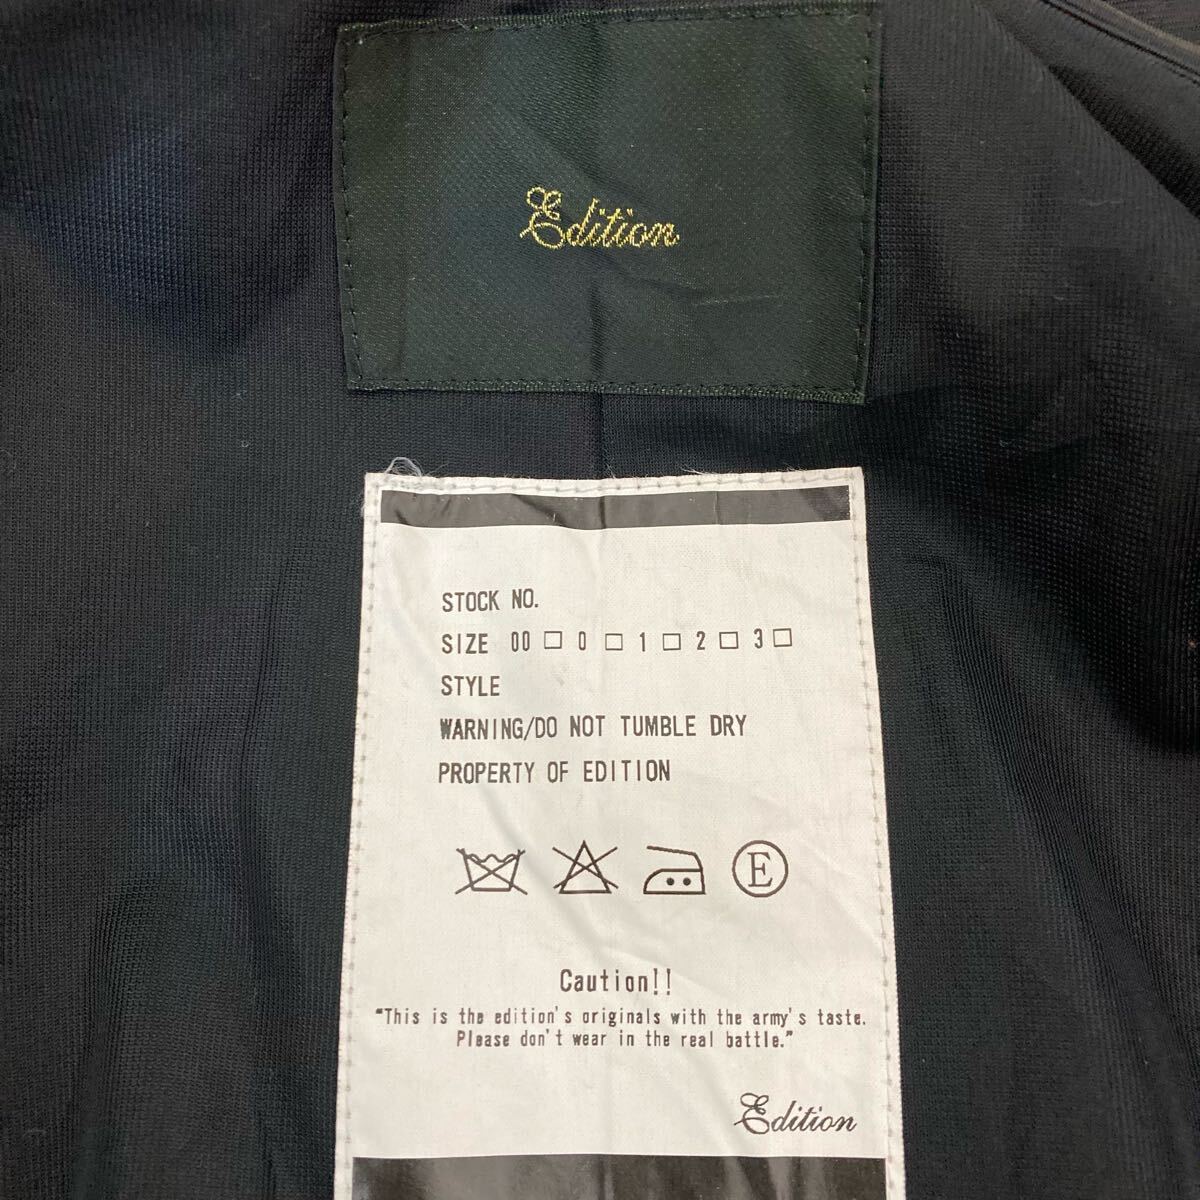 Edition
STOCK NO.
SIZE 00 □ 0 □ 1 □ 2 □ 3 □
STYLE
WARNING/DO NOT TUMBLE DRY
PROPERTY OF EDITION
E
Caution!!
"This is the edition's originals with the army's taste.
Please don't wear in the real battle."
Edition